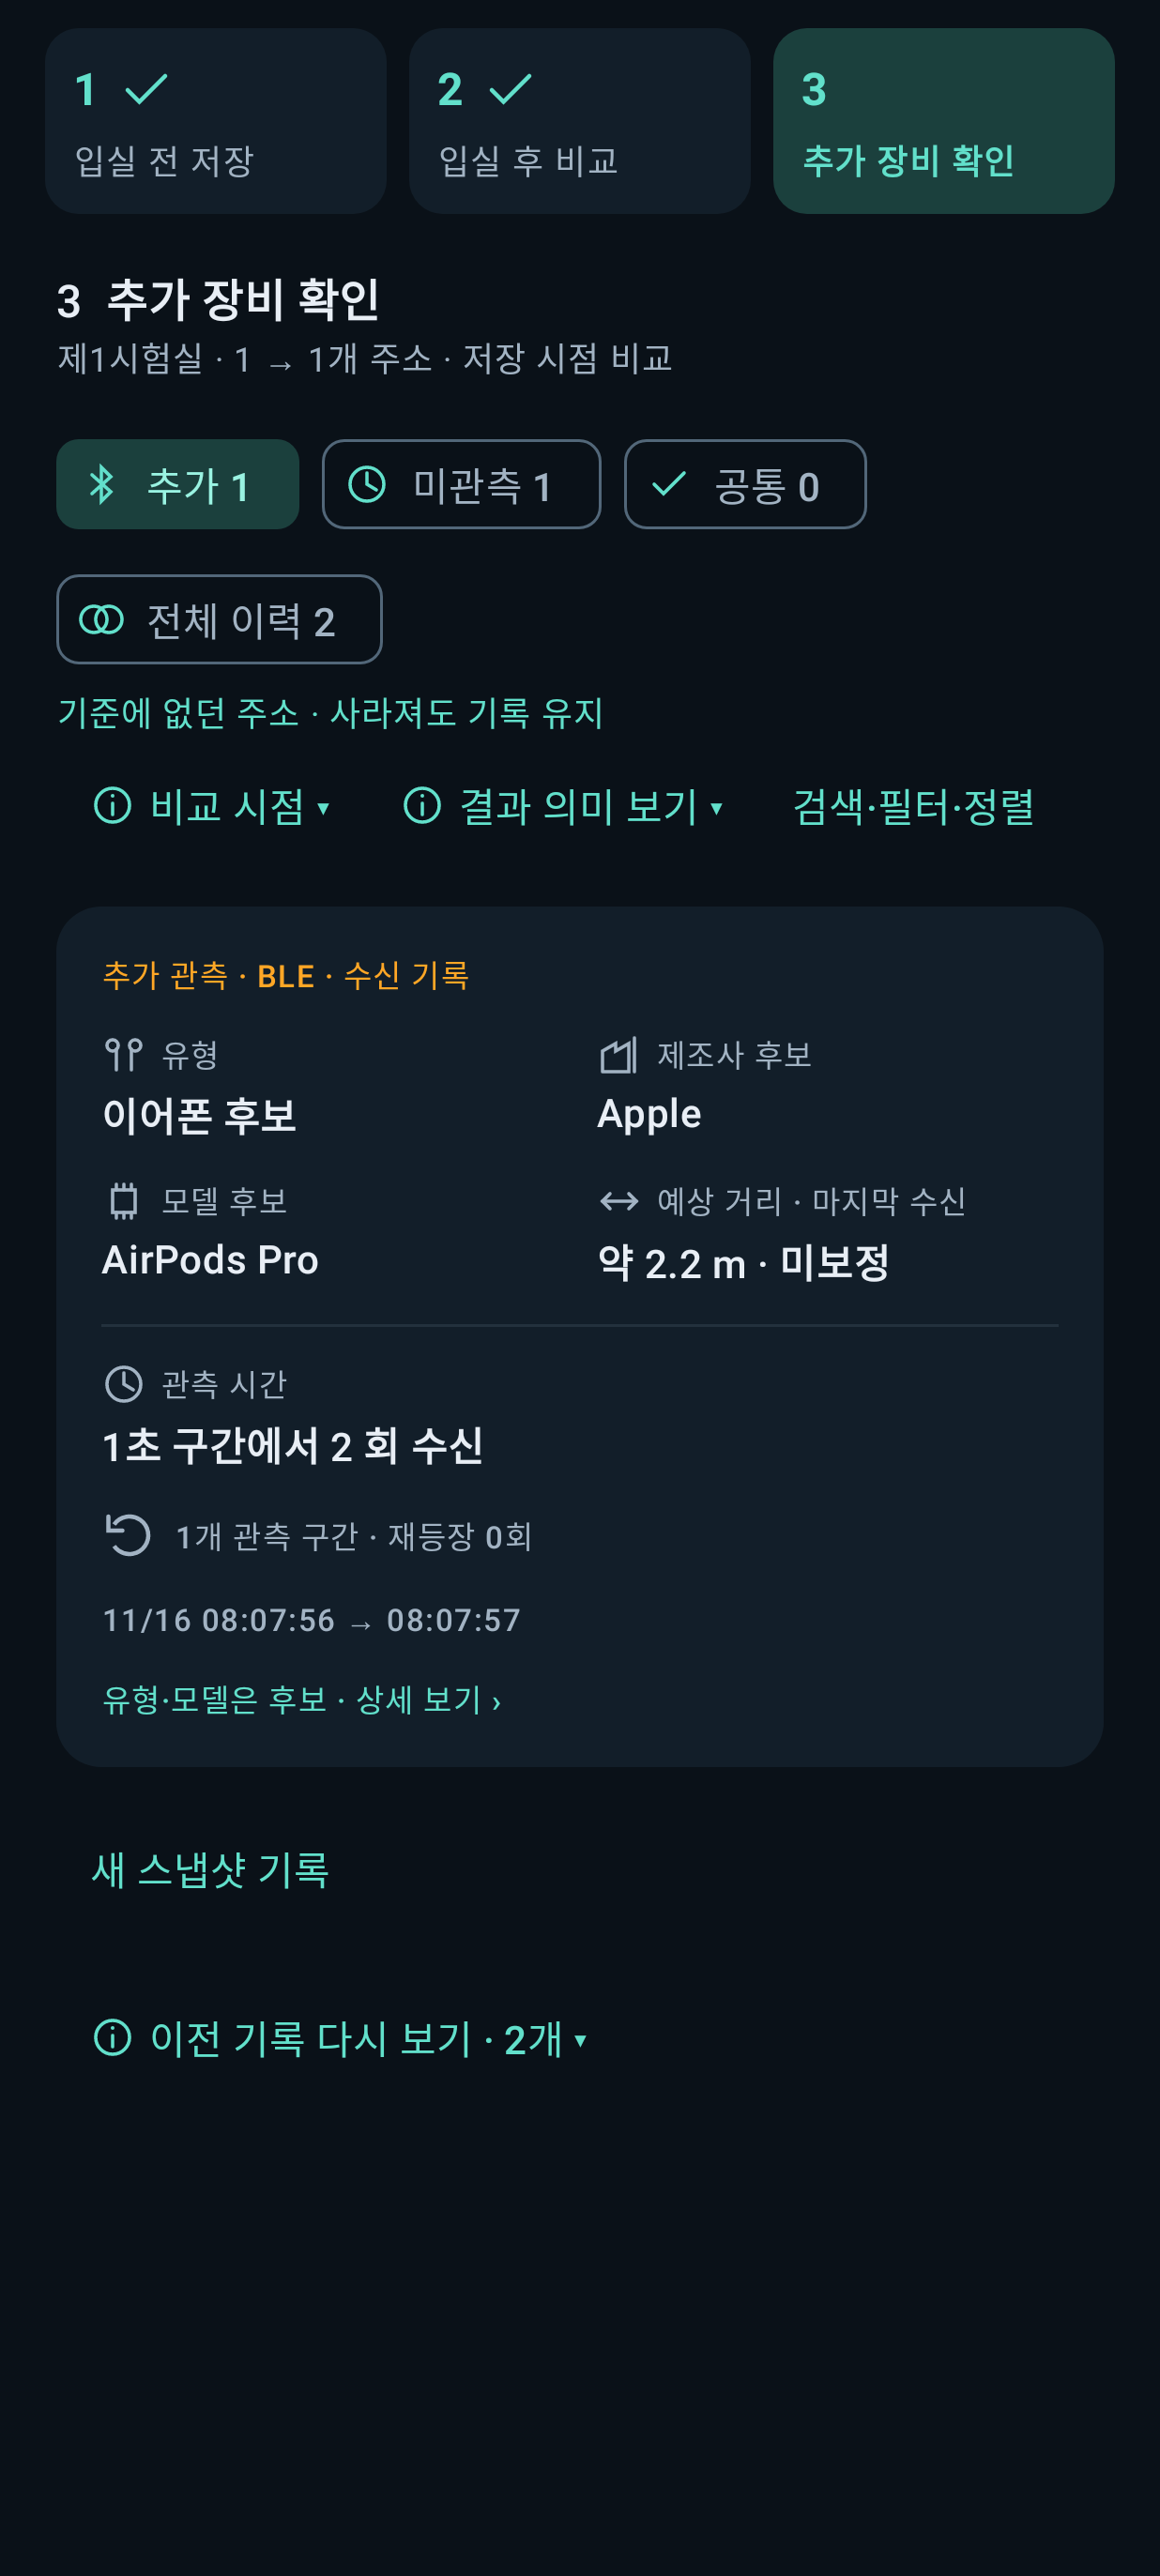 1
입실 전 저장
2
입실 후 비교
3
추가 장비 확인
3 추가 장비 확인
제1시험실 · 1 → 1개 주소 · 저장 시점 비교
추가 1
미관측 1
공통 0
전체 이력 2
기준에 없던 주소 · 사라져도 기록 유지
비교 시점 ▾
결과 의미 보기 ▾
검색·필터·정렬
추가 관측 · BLE · 수신 기록
유형
이어폰 후보
제조사 후보
Apple
모델 후보
AirPods Pro
예상 거리 · 마지막 수신
약 2.2 m · 미보정
관측 시간
1초 구간에서 2 회 수신
1개 관측 구간 · 재등장 0회
11/16 08:07:56 → 08:07:57
유형·모델은 후보 · 상세 보기 ›
새 스냅샷 기록
이전 기록 다시 보기 · 2개 ▾